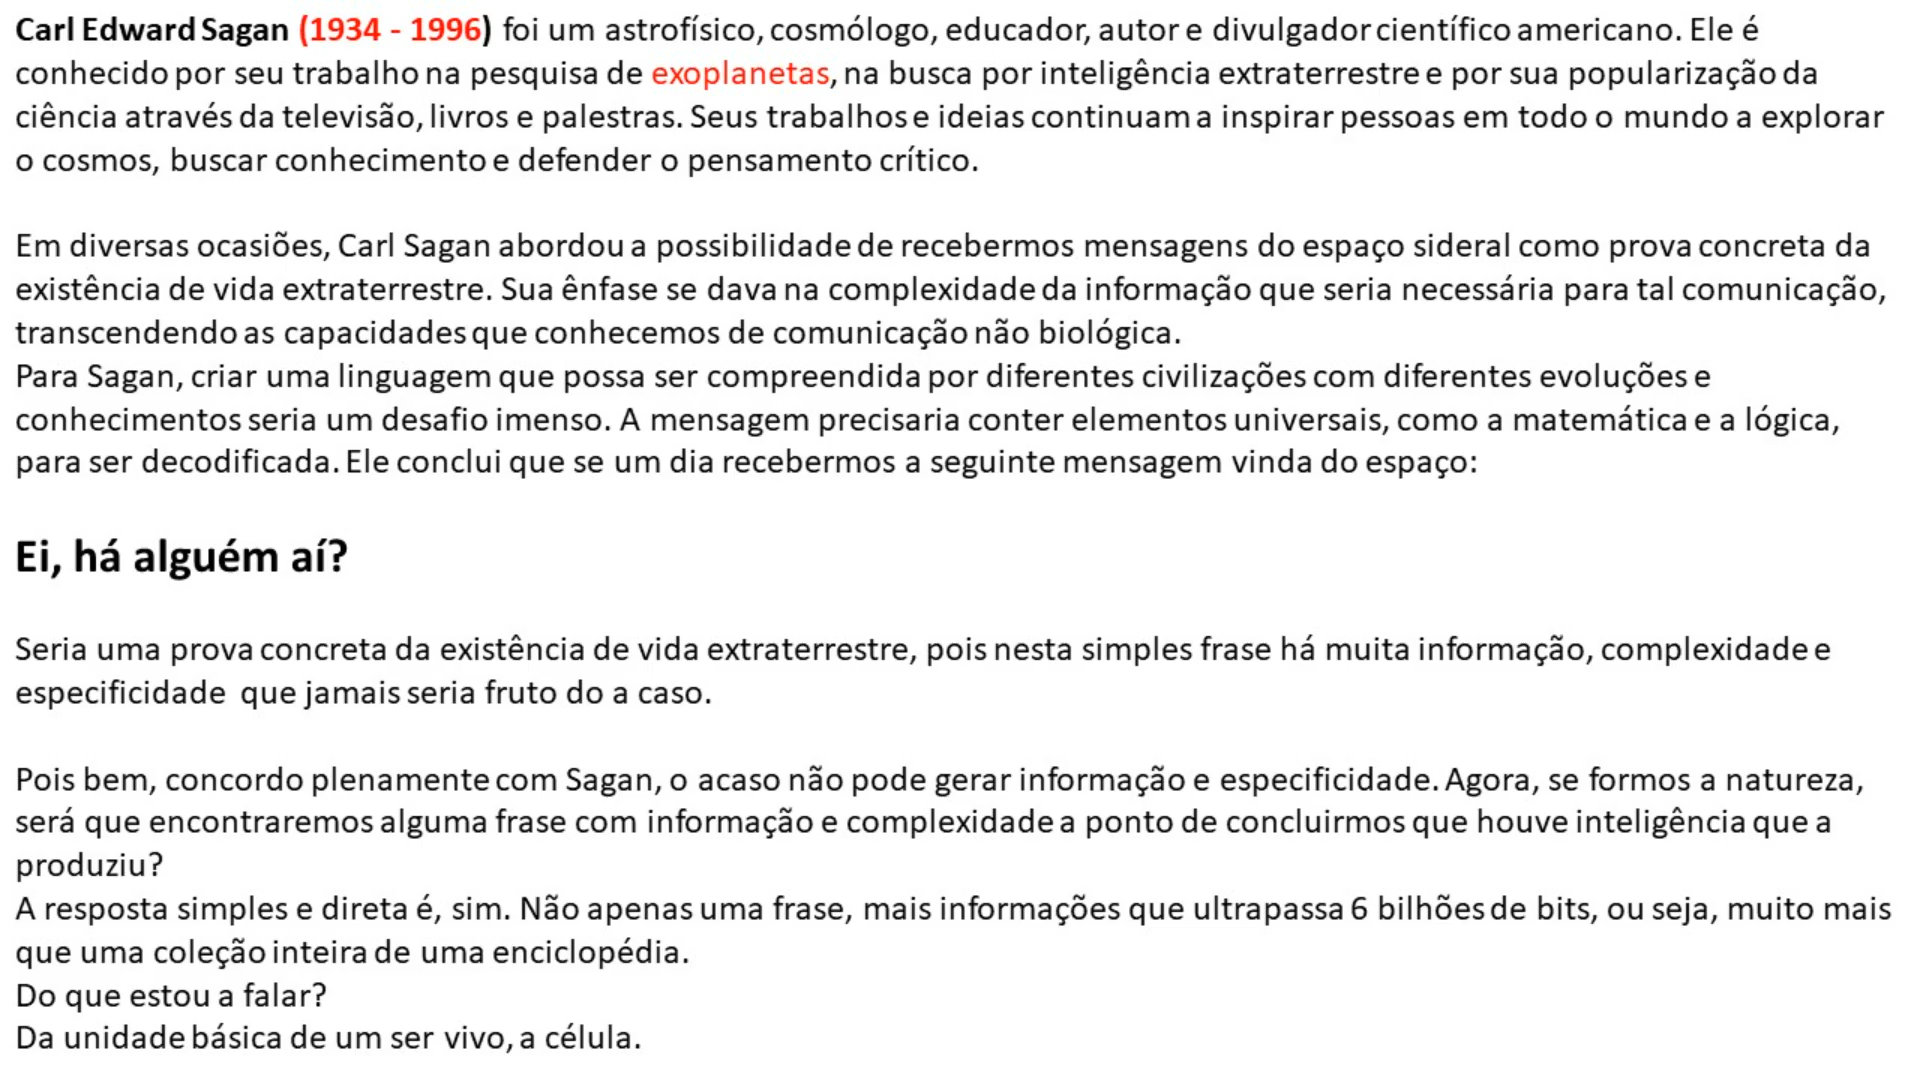 Carl Edward Sagan (1934 - 1996) foi um astrofísico, cosmólogo, educador, autor e divulgador científico americano. Ele é
conhecido por seu trabalho na pesquisa de exoplanetas, na busca por inteligência extraterrestre e por sua popularização da
ciência através da televisão, livros e palestras. Seus trabalhos e ideias continuam a inspirar pessoas em todo o mundo a explorar
o cosmos, buscar conhecimento e defender o pensamento crítico.
Em diversas ocasiões, Carl Sagan abordou a possibilidade de recebermos mensagens do espaço sideral como prova concreta da
existência de vida extraterrestre. Sua ênfase se dava na complexidade da informação que seria necessária para tal comunicação,
transcendendo as capacidades que conhecemos de comunicação não biológica.
Para Sagan, criar uma linguagem que possa ser compreendida por diferentes civilizações com diferentes evoluções e
conhecimentos seria um desafio imenso. A mensagem precisaria conter elementos universais, como a matemática e a lógica,
para ser decodificada. Ele conclui que se um dia recebermos a seguinte mensagem vinda do espaço:
Ei, há alguém aí?
Seria uma prova concreta da existência de vida extraterrestre, pois nesta simples frase há muita informação, complexidade e
especificidade que jamais seria fruto do a caso.
Pois bem, concordo plenamente com Sagan, o acaso não pode gerar informação e especificidade. Agora, se formos a natureza,
será que encontraremos alguma frase com informação e complexidade a ponto de concluirmos que houve inteligência que a
produziu?
A resposta simples e direta é, sim. Não apenas uma frase, mais informações que ultrapassa 6 bilhões de bits, ou seja, muito mais
que uma coleção inteira de uma enciclopédia.
Do que estou a falar?
Da unidade básica de um ser vivo, a célula.